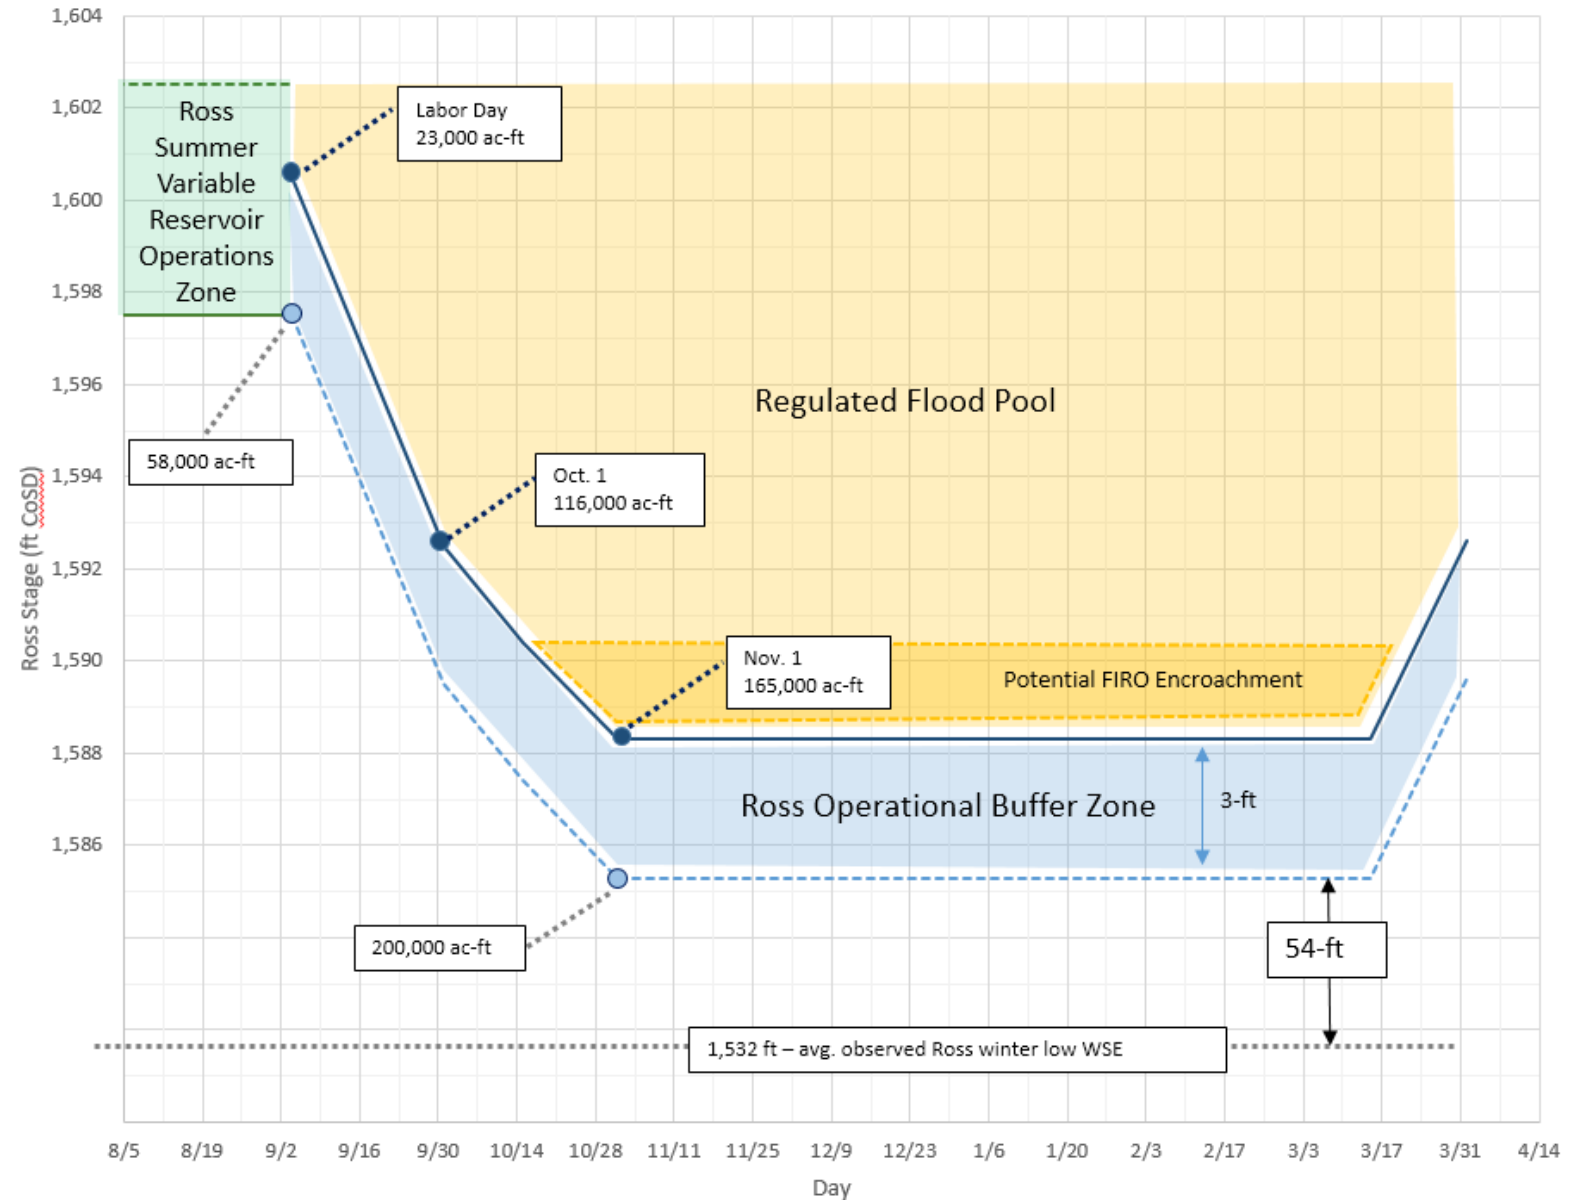 1,604
1,602
1,600
1,598
1,596
1,594
1,592
1,590
1,588
1,586
Ross Stage (ft CoSD)
Ross
Summer
Variable
Reservoir
Operations
Zone
Labor Day
23,000 ac-ft
58,000 ac-ft
Oct. 1
116,000 ac-ft
Regulated Flood Pool
Nov. 1
165,000 ac-ft
Potential FIRO Encroachment
Ross Operational Buffer Zone
3-ft
200,000 ac-ft
54-ft
1,532 ft – avg. observed Ross winter low WSE
8/5
8/19
9/2
9/16
9/30
10/14
10/28
11/11
11/25
12/9
12/23
1/6
1/20
2/3
2/17
3/3
3/17
3/31
4/14
Day